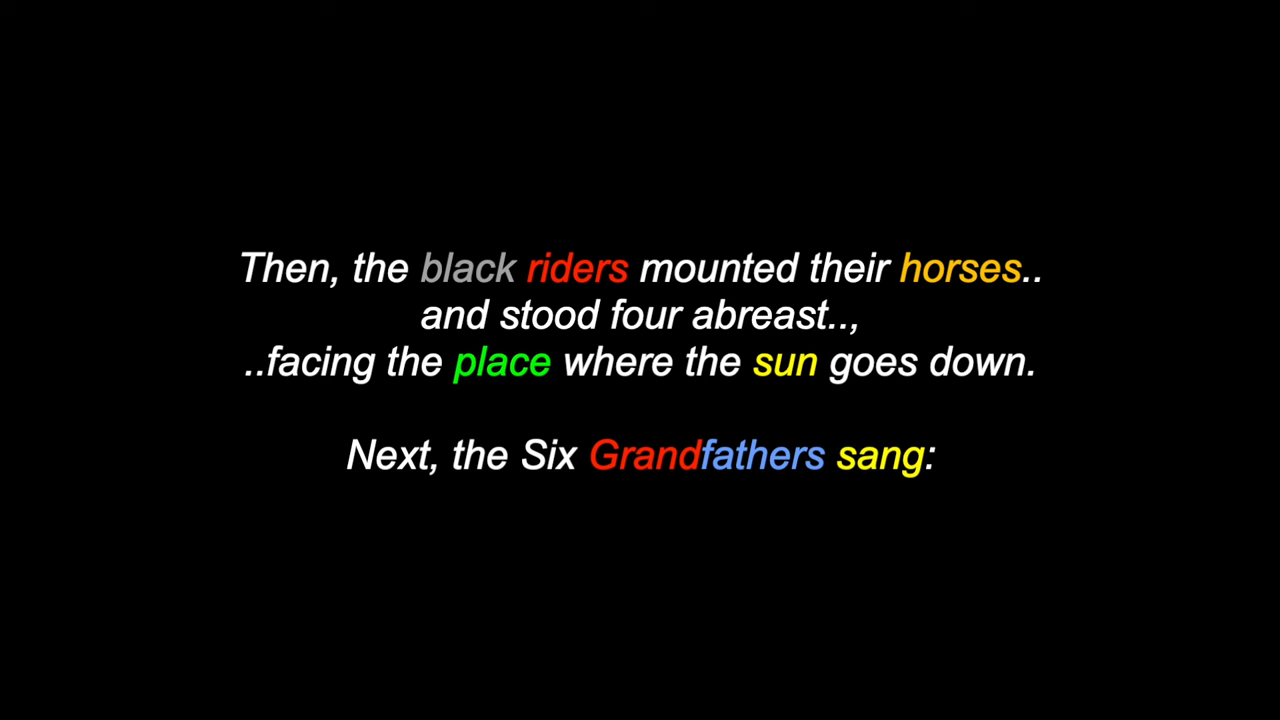 Then, the black riders mounted their horses..
and stood four abreast..,
..facing the place where the sun goes down.
Next, the Six Grandfathers sang: